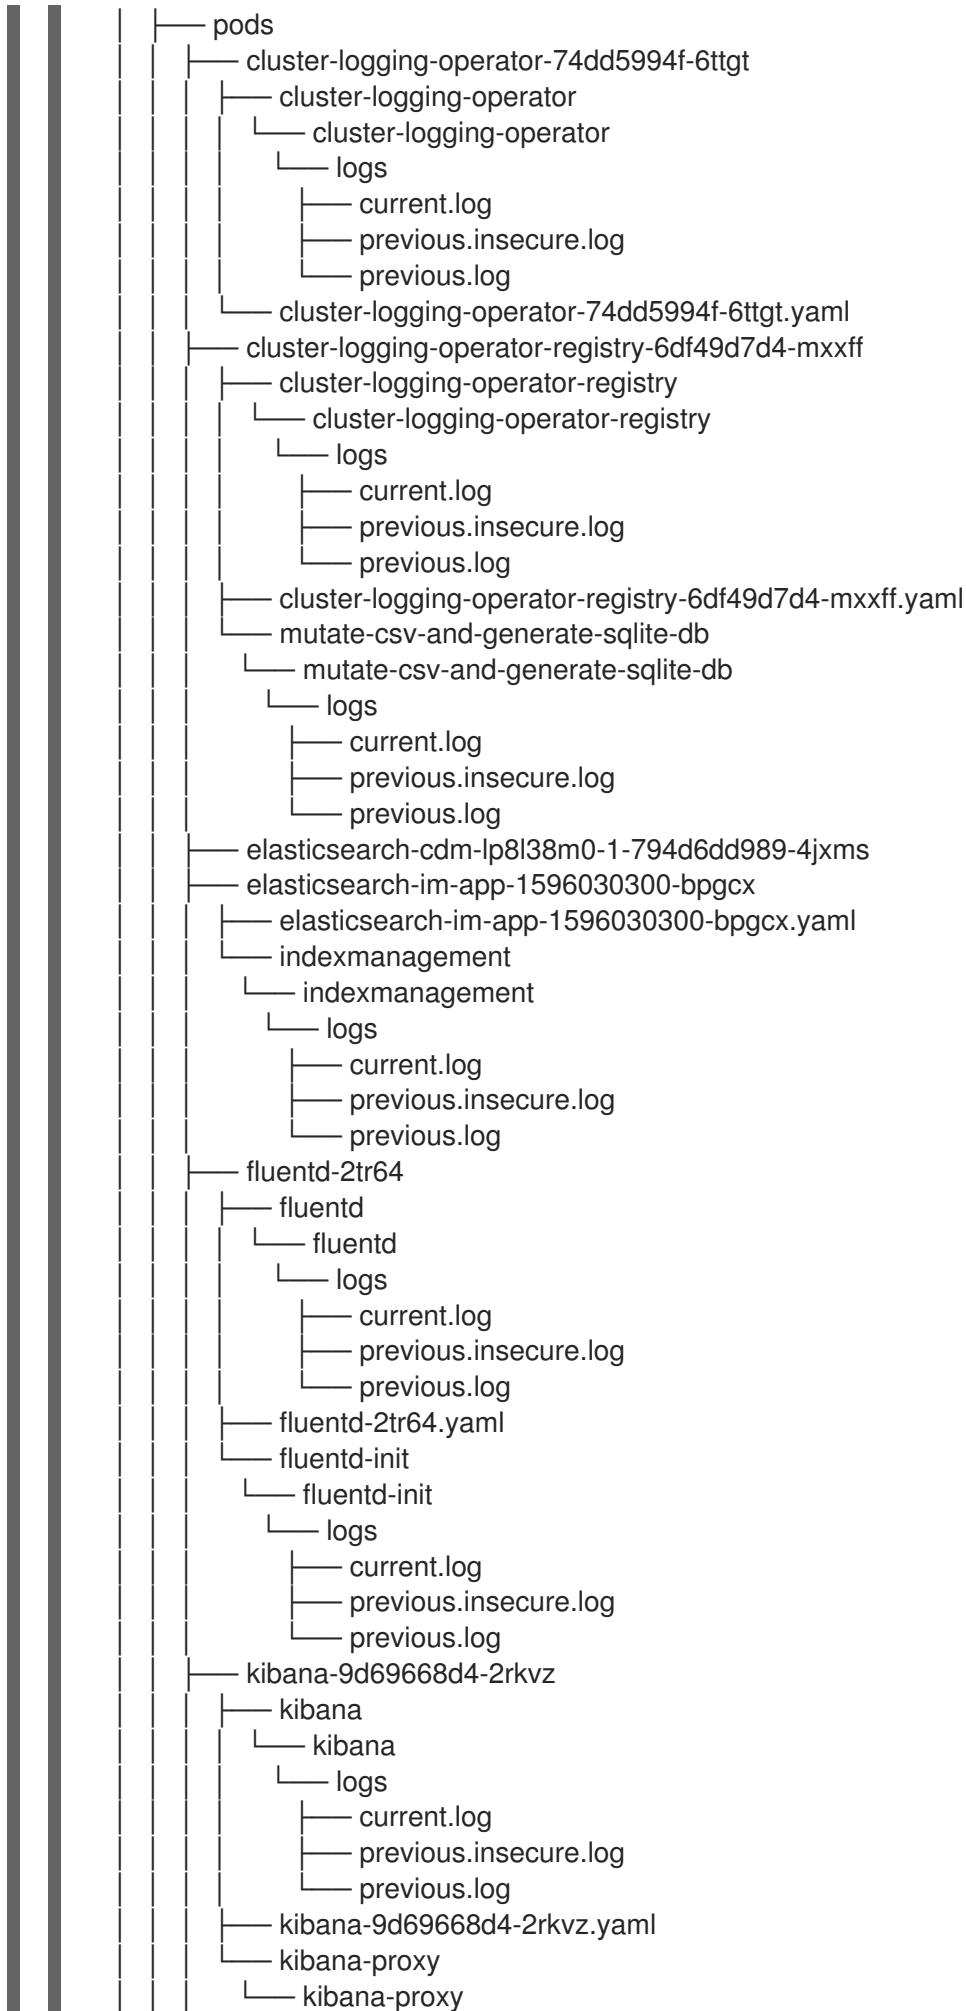 │ ├── pods
│ │ ├── cluster-logging-operator-74dd5994f-6ttgt
│ │ │ ├── cluster-logging-operator
│ │ │ │ └── cluster-logging-operator
│ │ │ │ └── logs
│ │ │ │ ├── current.log
│ │ │ │ ├── previous.insecure.log
│ │ │ │ └── previous.log
│ │ │ └── cluster-logging-operator-74dd5994f-6ttgt.yaml
│ │ ├── cluster-logging-operator-registry-6df49d7d4-mxxff
│ │ │ ├── cluster-logging-operator-registry
│ │ │ │ └── cluster-logging-operator-registry
│ │ │ │ └── logs
│ │ │ │ ├── current.log
│ │ │ │ ├── previous.insecure.log
│ │ │ │ └── previous.log
│ │ │ ├── cluster-logging-operator-registry-6df49d7d4-mxxff.yaml
│ │ │ └── mutate-csv-and-generate-sqlite-db
│ │ │ └── mutate-csv-and-generate-sqlite-db
│ │ │ └── logs
│ │ │ ├── current.log
│ │ │ ├── previous.insecure.log
│ │ │ └── previous.log
│ │ ├── elasticsearch-cdm-lp8l38m0-1-794d6dd989-4jxms
│ │ ├── elasticsearch-im-app-1596030300-bpgcx
│ │ │ ├── elasticsearch-im-app-1596030300-bpgcx.yaml
│ │ │ └── indexmanagement
│ │ │ └── indexmanagement
│ │ │ └── logs
│ │ │ ├── current.log
│ │ │ ├── previous.insecure.log
│ │ │ └── previous.log
│ │ ├── fluentd-2tr64
│ │ │ ├── fluentd
│ │ │ │ └── fluentd
│ │ │ │ └── logs
│ │ │ │ ├── current.log
│ │ │ │ ├── previous.insecure.log
│ │ │ │ └── previous.log
│ │ │ ├── fluentd-2tr64.yaml
│ │ │ └── fluentd-init
│ │ │ └── fluentd-init
│ │ │ └── logs
│ │ │ ├── current.log
│ │ │ ├── previous.insecure.log
│ │ │ └── previous.log
│ │ ├── kibana-9d69668d4-2rkvz
│ │ │ ├── kibana
│ │ │ │ └── kibana
│ │ │ │ └── logs
│ │ │ │ ├── current.log
│ │ │ │ ├── previous.insecure.log
│ │ │ │ └── previous.log
│ │ │ ├── kibana-9d69668d4-2rkvz.yaml
│ │ │ └── kibana-proxy
│ │ │ └── kibana-proxy